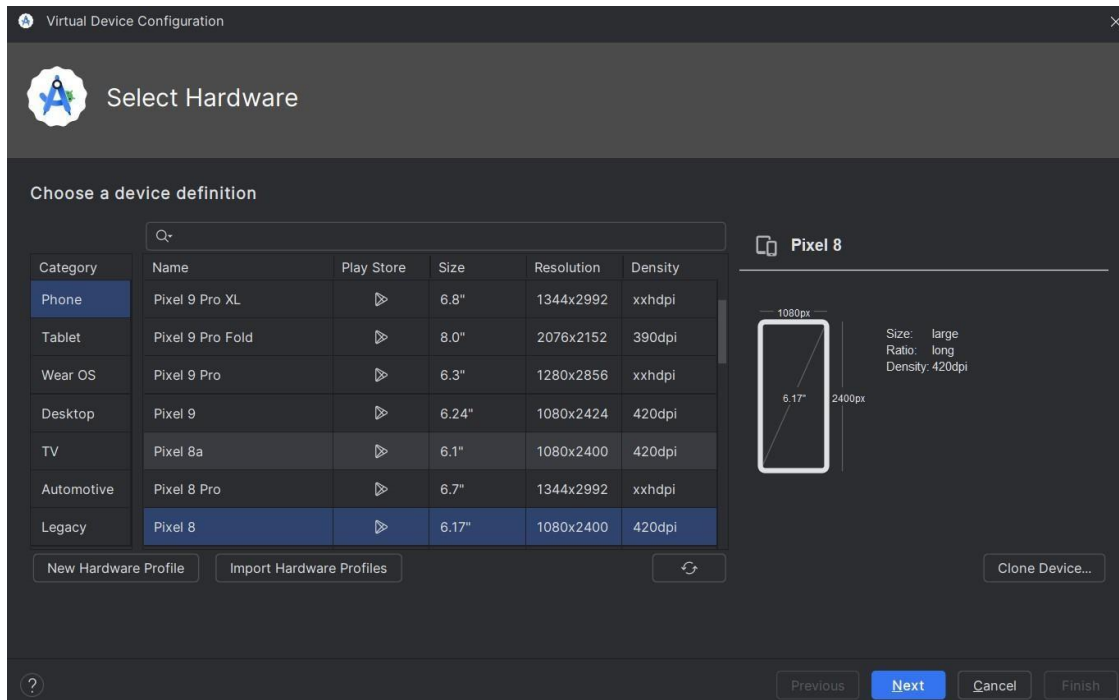 Virtual Device Configuration
Select Hardware
Choose a device definition
Category Name Play Store Size Resolution Density
Phone Pixel 9 Pro XL 6.8" 1344x2992 xxhdpi
Tablet Pixel 9 Pro Fold 8.0" 2076x2152 390dpi
Wear OS Pixel 9 Pro 6.3" 1280x2856 xxhdpi
Desktop Pixel 9 6.24" 1080x2424 420dpi
TV Pixel 8a 6.1" 1080x2400 420dpi
Automotive Pixel 8 Pro 6.7" 1344x2992 xxhdpi
Legacy Pixel 8 6.17" 1080x2400 420dpi
New Hardware Profile Import Hardware Profiles
Pixel 8
1080px
6.17"
2400px
Size: large
Ratio: long
Density: 420dpi
Clone Device...
? Previous Next Cancel Finish